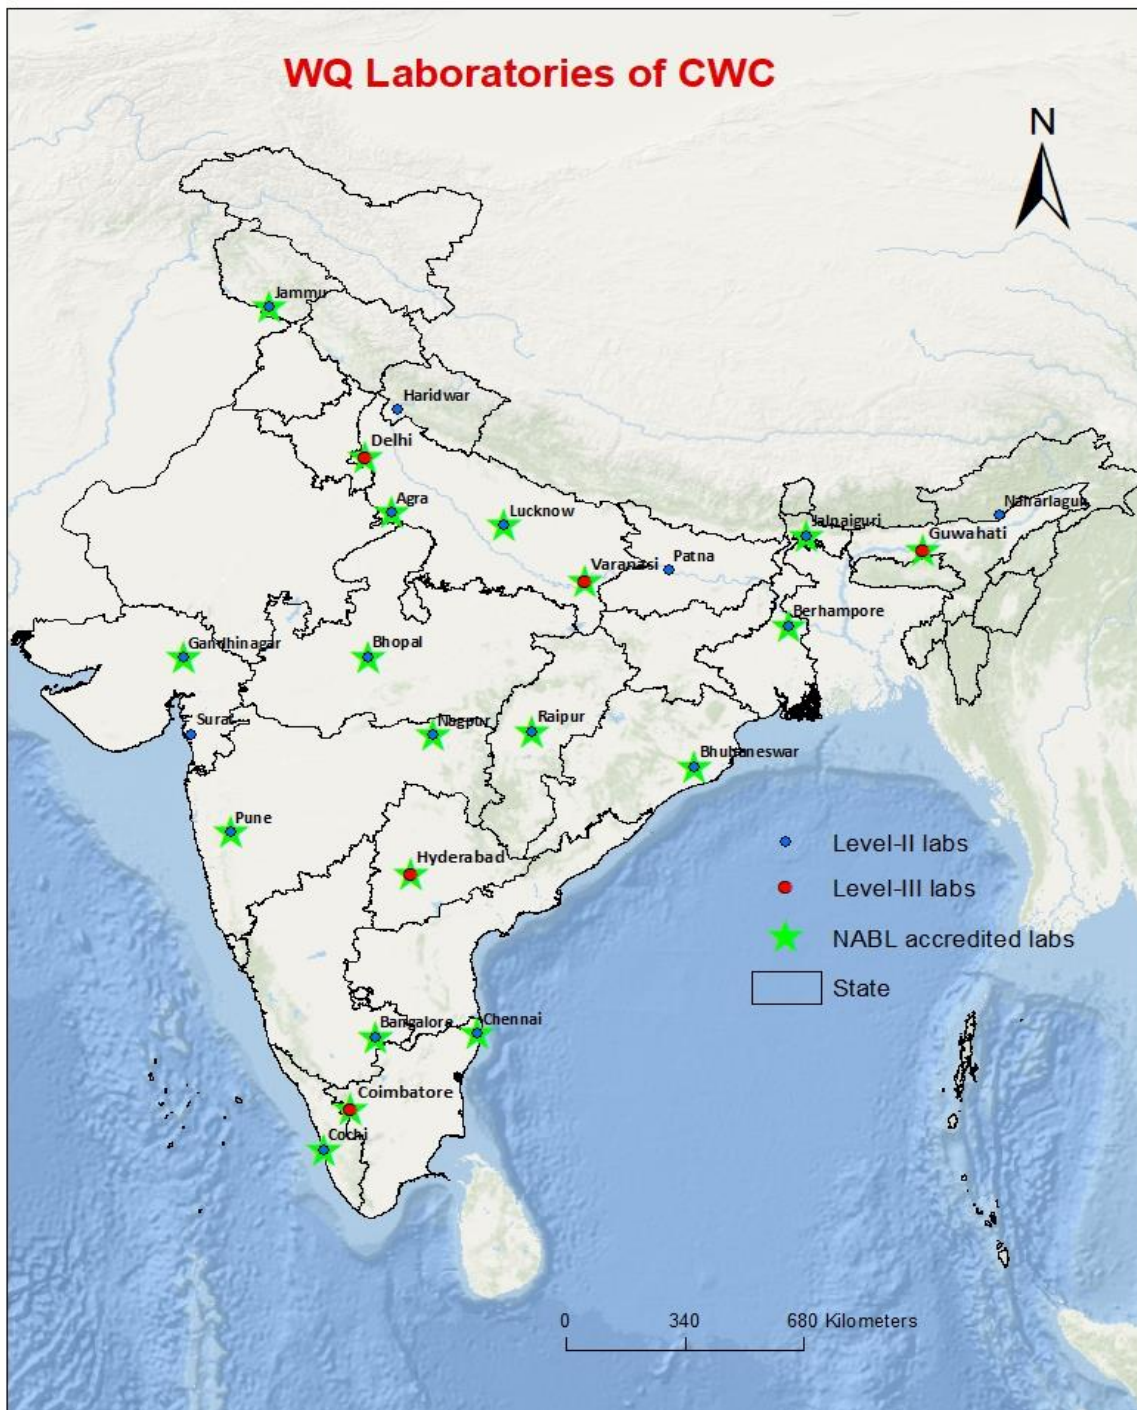 WQ Laboratories of CWC
N
Jammu
Haridwar
Delhi
Agra
Lucknow
Naharlagun
Jalpaiguri
Guwahati
Varanasi
Patna
Berhampore
Gandhinagar
Bhopal
Surat
Nagpur
Raipur
Bhubaneswar
Pune
Hyderabad
Level-II labs
Level-III labs
NABL accredited labs
State
Bangalore
Chennai
Coimbatore
Cochi
0 340 680 Kilometers